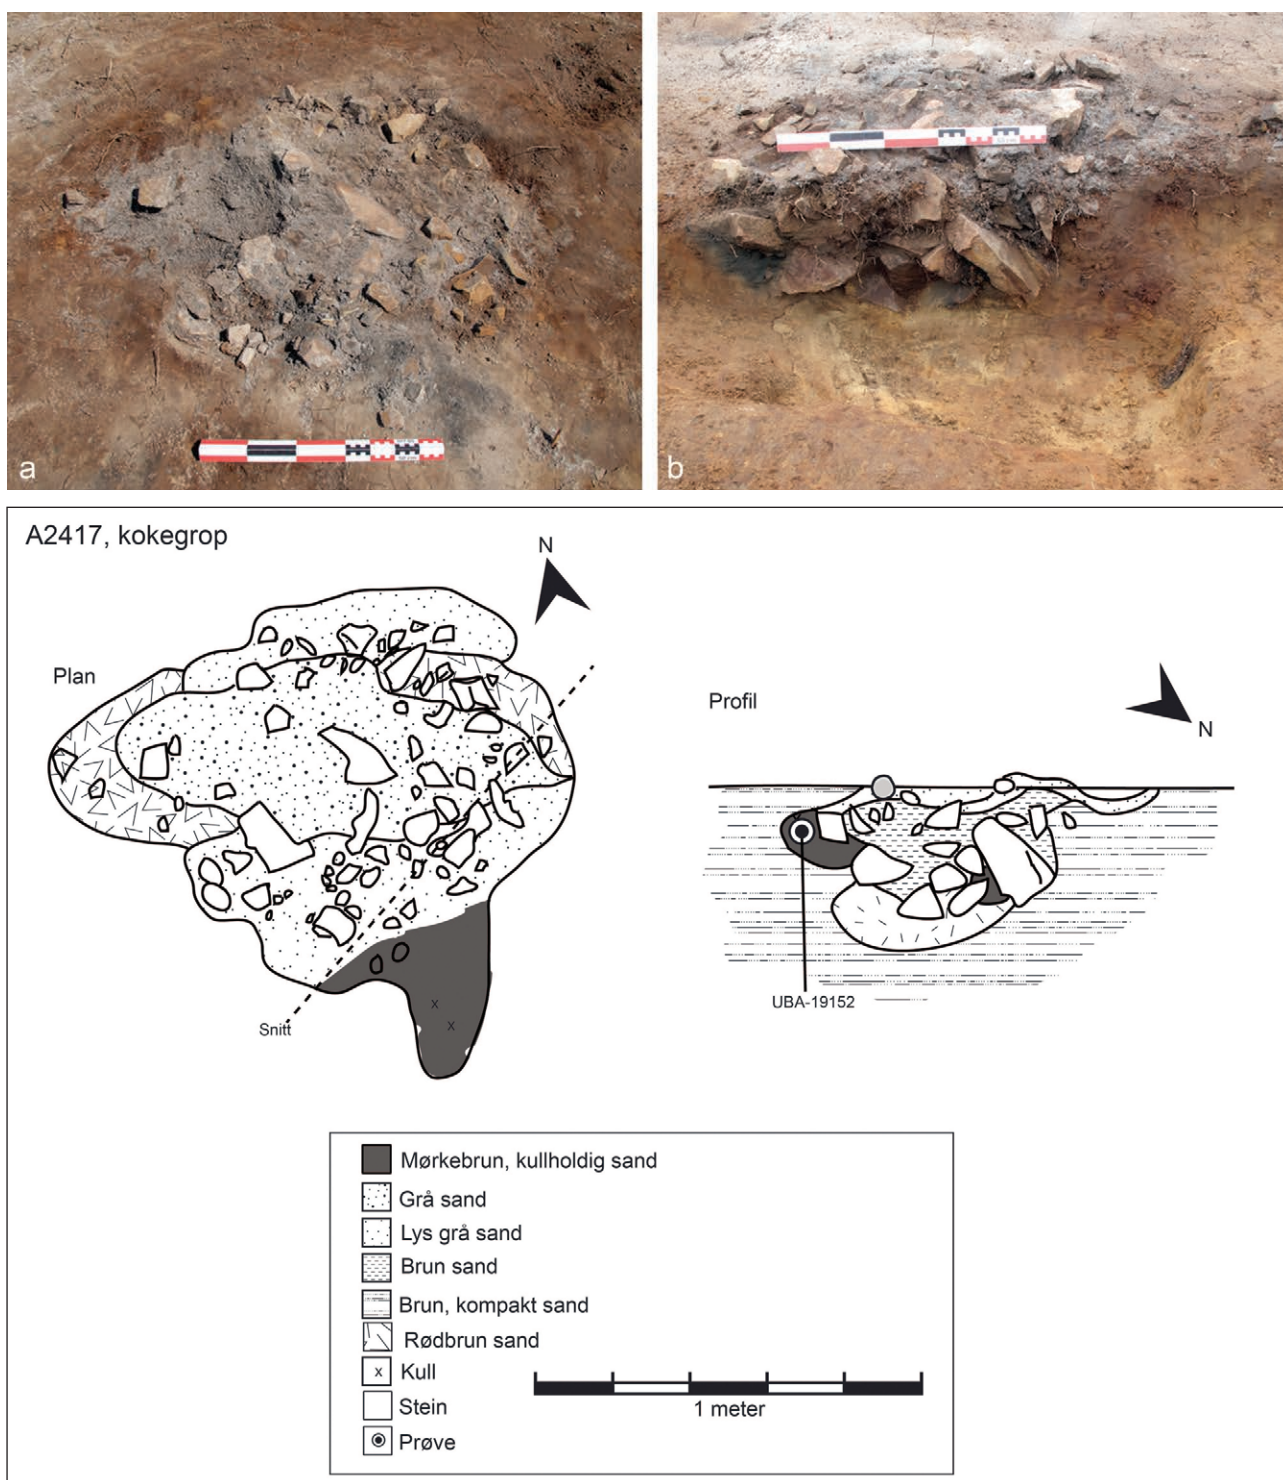 a
b
A2417, kokegrop
N
Plan
Profil
N
Snitt
x
x
UBA-19152
Mørkebrun, kullholdig sand
Grå sand
Lys grå sand
Brun sand
Brun, kompakt sand
Rødbrun sand
x Kull
Stein
Prøve
1 meter